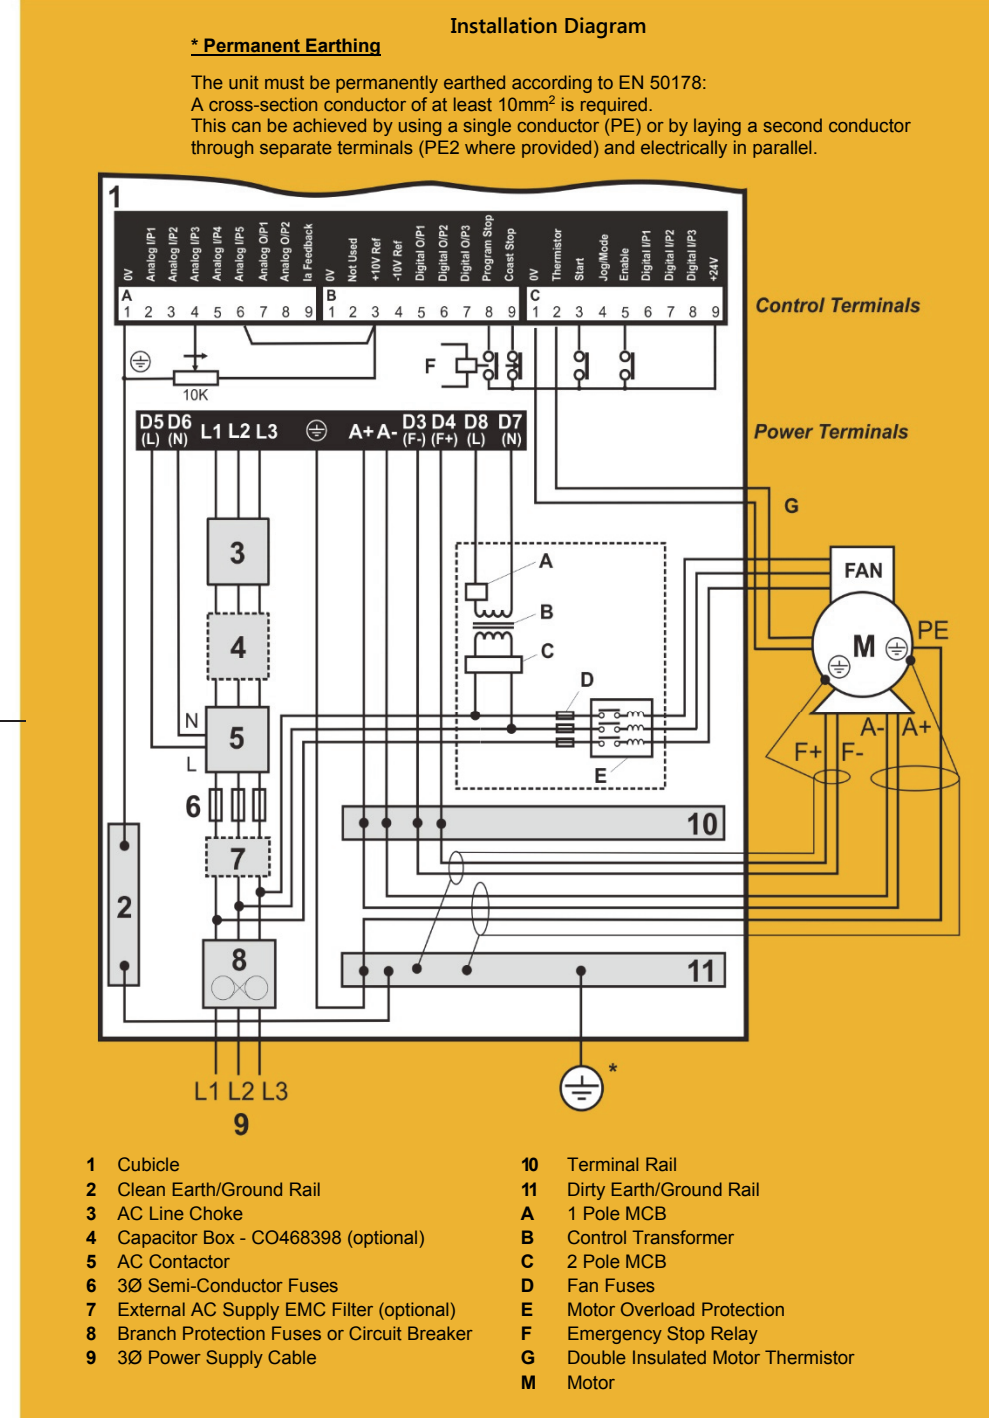 Installation Diagram
* Permanent Earthing
The unit must be permanently earthed according to EN 50178:
A cross-section conductor of at least 10mm² is required.
This can be achieved by using a single conductor (PE) or by laying a second conductor
through separate terminals (PE2 where provided) and electrically in parallel.
1
0V
Analog I/P1
Analog I/P2
Analog I/P3
Analog I/P4
Analog I/P5
Analog O/P1
Analog O/P2
Ia Feedback
0V
Not Used
+10V Ref
-10V Ref
Digital O/P1
Digital O/P2
Digital O/P3
Program Stop
Coast Stop
0V
Thermistor
Start
Jog/Mode
Enable
Digital I/P1
Digital I/P2
Digital I/P3
+24V
A B C
1 2 3 4 5 6 7 8 9 1 2 3 4 5 6 7 8 9 1 2 3 4 5 6 7 8 9
Control Terminals
F
10K
D5 D6 L1 L2 L3 A+ A- D3 D4 D8 D7
(L) (N) (F-) (F+) (L) (N)
Power Terminals
G
3
A
FAN
B
4
C
M
PE
D
N
5
L
E
A- A+
F+ F-
6
10
7
2
8
11
L1 L2 L3
*
9
1 Cubicle
2 Clean Earth/Ground Rail
3 AC Line Choke
4 Capacitor Box - CO468398 (optional)
5 AC Contactor
6 3Ø Semi-Conductor Fuses
7 External AC Supply EMC Filter (optional)
8 Branch Protection Fuses or Circuit Breaker
9 3Ø Power Supply Cable
10 Terminal Rail
11 Dirty Earth/Ground Rail
A 1 Pole MCB
B Control Transformer
C 2 Pole MCB
D Fan Fuses
E Motor Overload Protection
F Emergency Stop Relay
G Double Insulated Motor Thermistor
M Motor